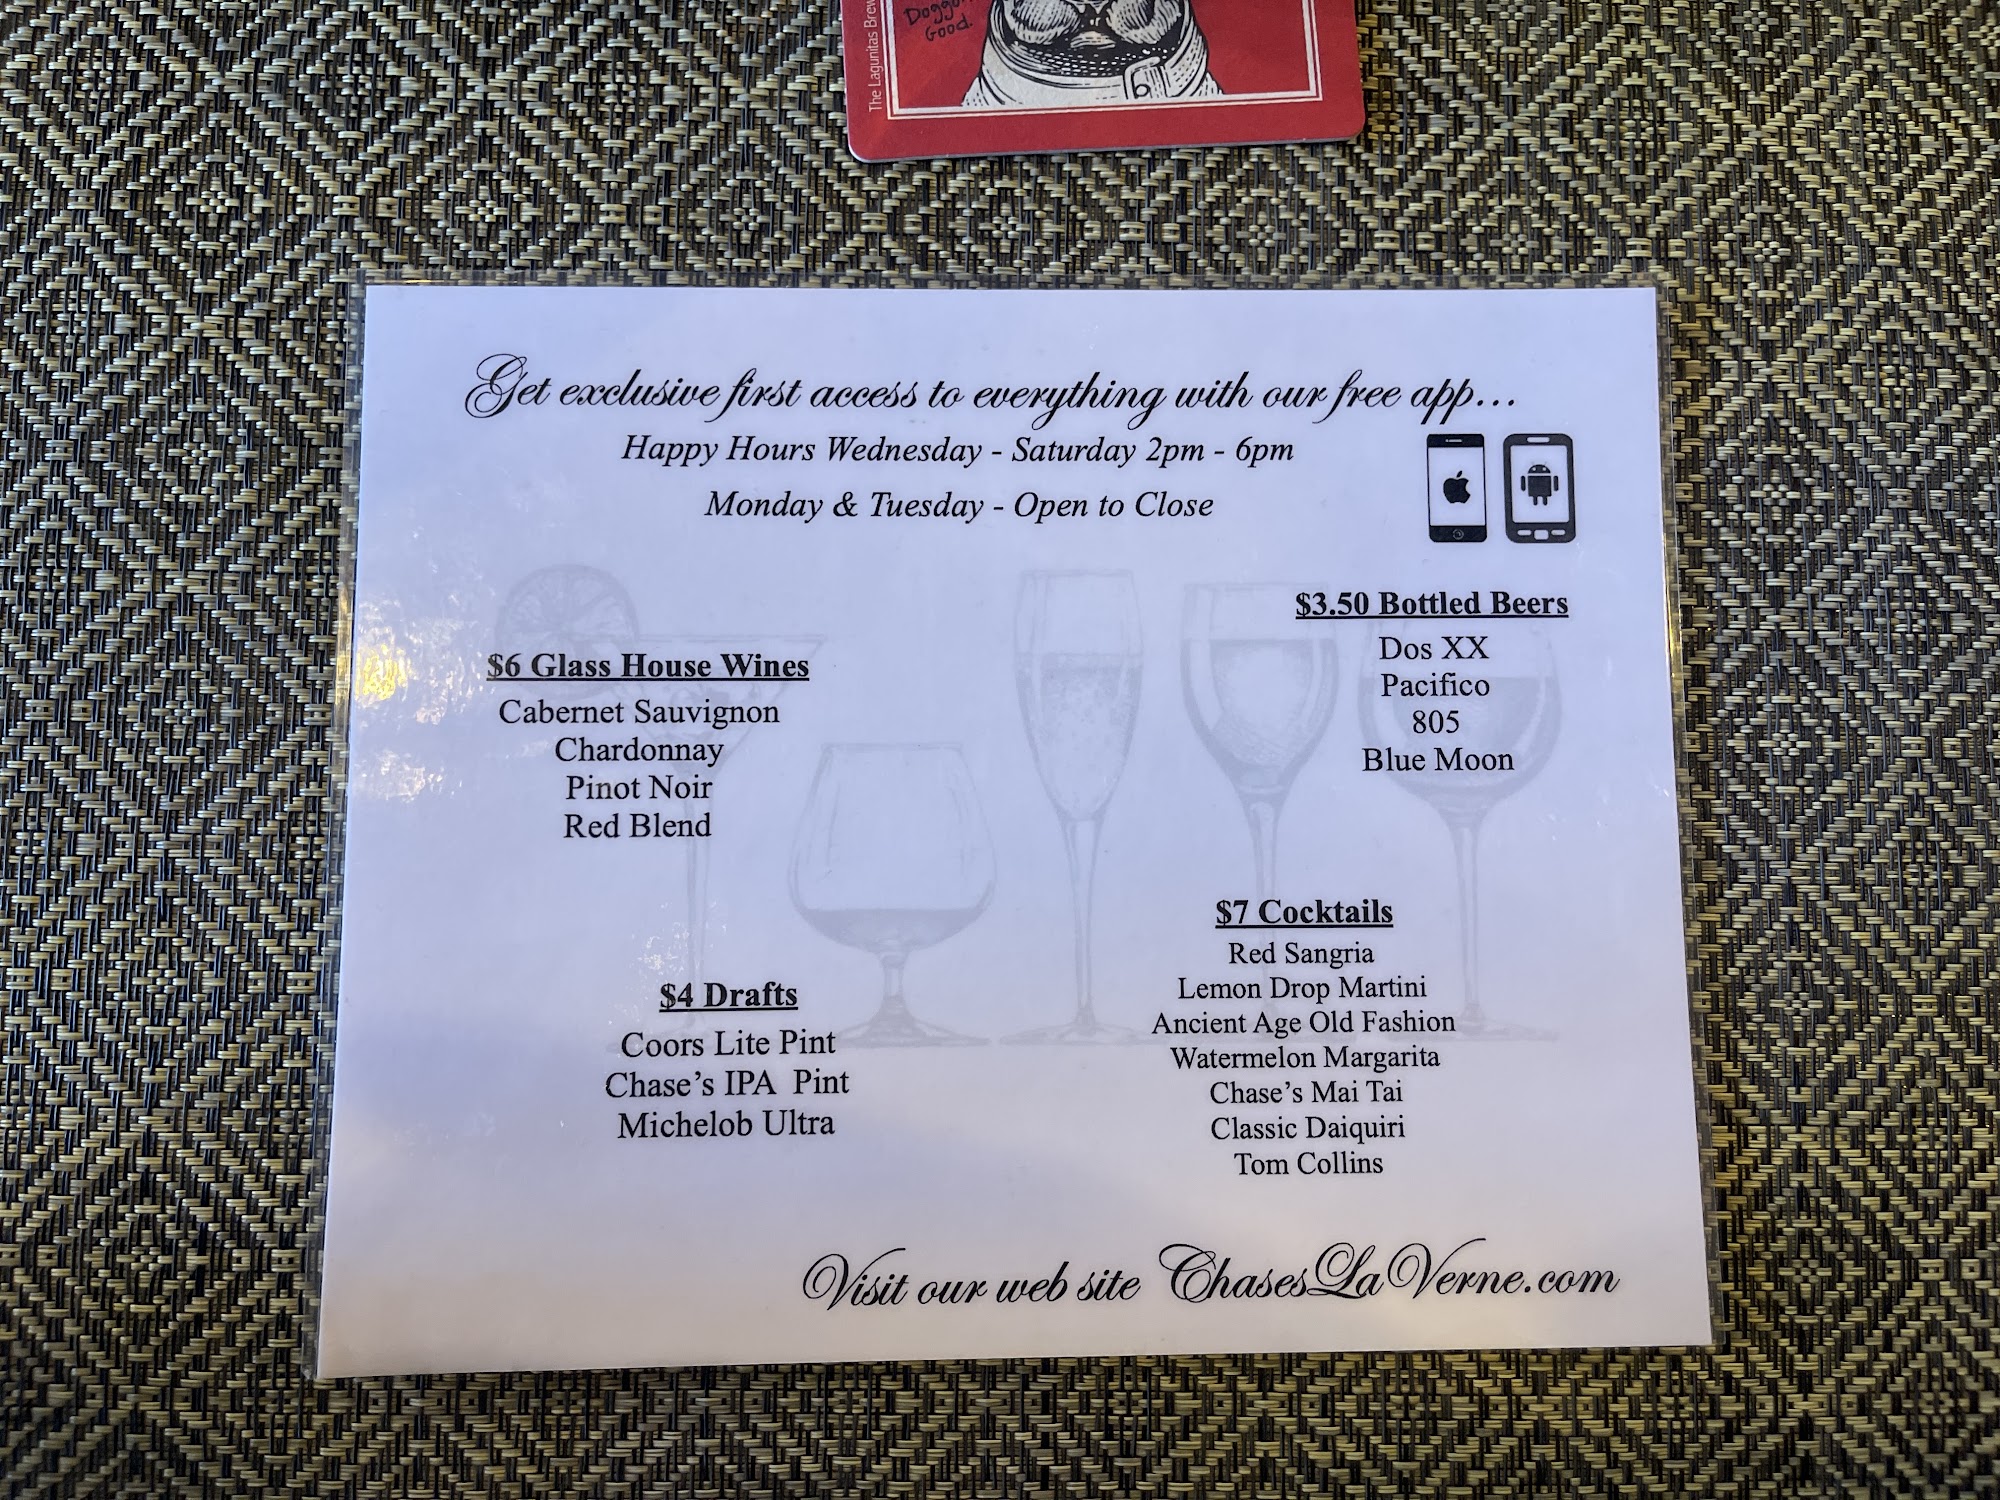 Doggon
Good.
The Lagunitas Brew
Get exclusive first access to everything with our free app...
Happy Hours Wednesday - Saturday 2pm - 6pm
Monday & Tuesday - Open to Close
$6 Glass House Wines
Cabernet Sauvignon
Chardonnay
Pinot Noir
Red Blend
$4 Drafts
Coors Lite Pint
Chase's IPA Pint
Michelob Ultra
$3.50 Bottled Beers
Dos XX
Pacifico
805
Blue Moon
$7 Cocktails
Red Sangria
Lemon Drop Martini
Ancient Age Old Fashion
Watermelon Margarita
Chase's Mai Tai
Classic Daiquiri
Tom Collins
Visit our web site ChasesLaVerne.com